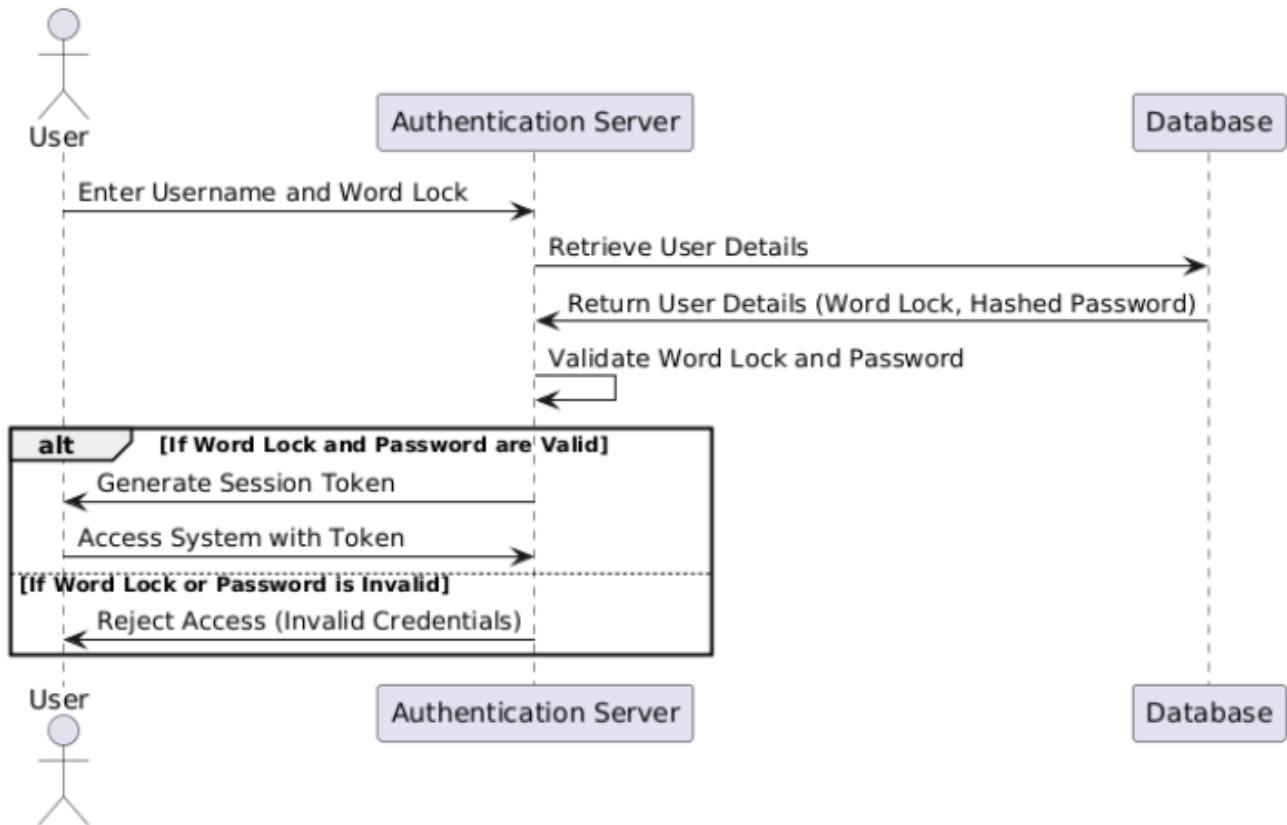 User
Authentication Server
Database
Enter Username and Word Lock
Retrieve User Details
Return User Details (Word Lock, Hashed Password)
Validate Word Lock and Password
alt [If Word Lock and Password are Valid]
Generate Session Token
Access System with Token
[If Word Lock or Password is Invalid]
Reject Access (Invalid Credentials)
User
Authentication Server
Database